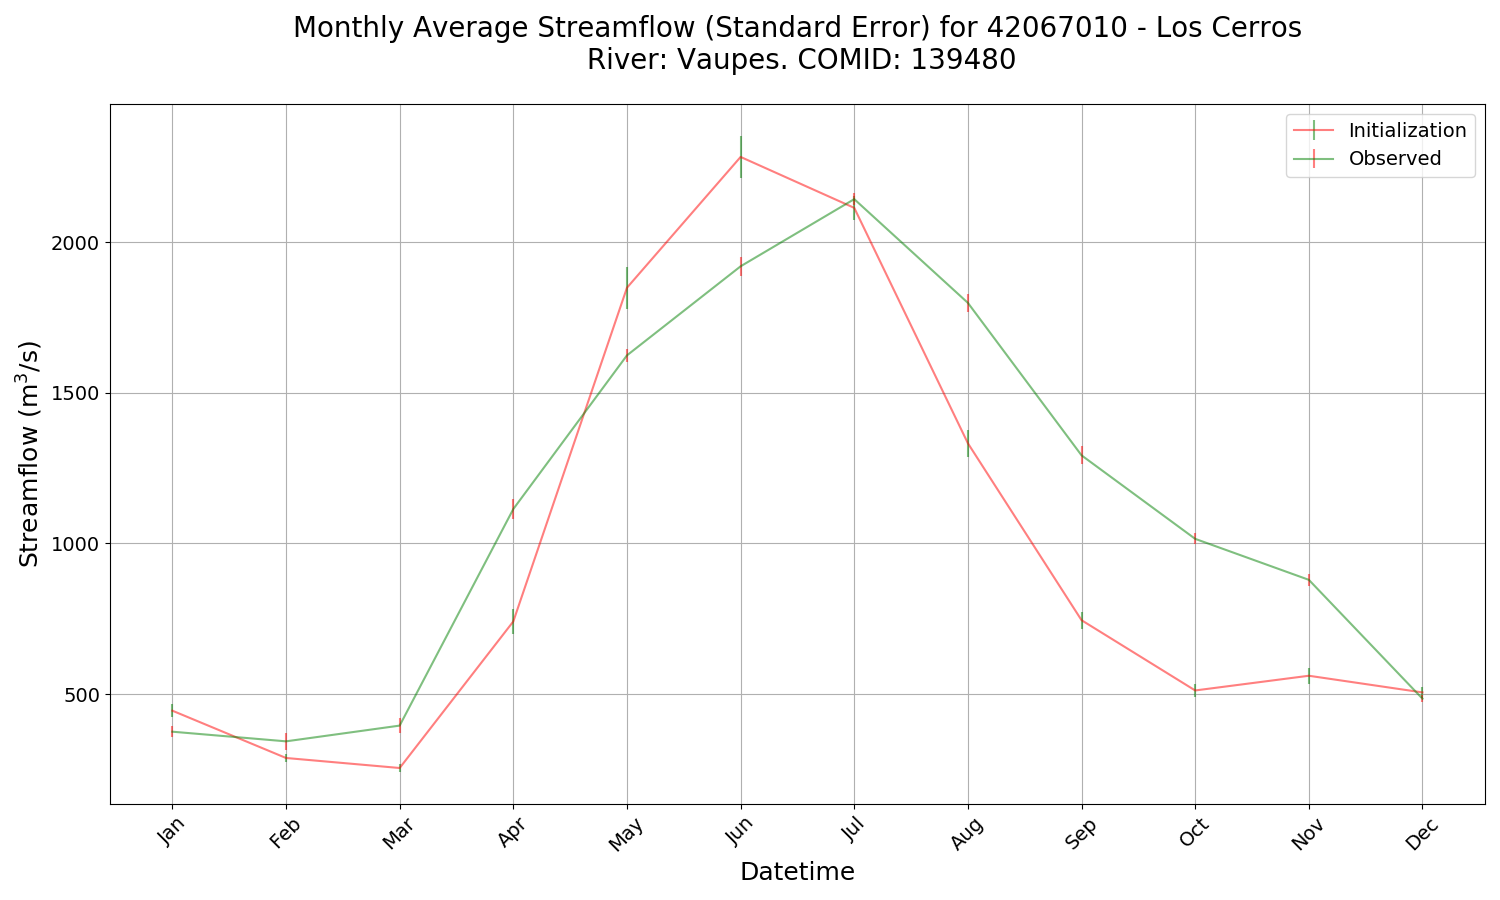 Monthly Average Streamflow (Standard Error) for 42067010 - Los Cerros
River: Vaupes. COMID: 139480
Initialization
Observed
Streamflow (m³/s)
2000
1500
1000
500
Jan
Feb
Mar
Apr
May
Jun
Jul
Aug
Sep
Oct
Nov
Dec
Datetime